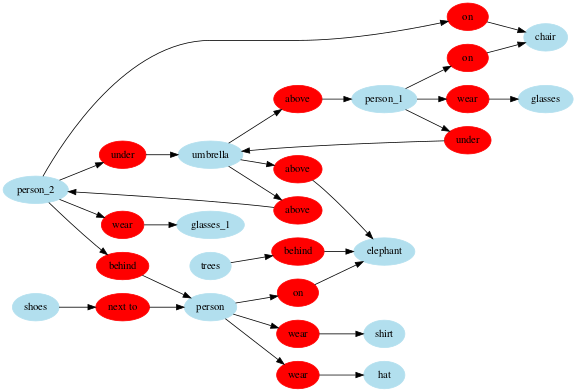 on
chair
on
above
person_1
wear
glasses
under
under
umbrella
above
person_2
above
wear
glasses_1
behind
elephant
behind
trees
on
shoes
next to
person
wear
shirt
wear
hat